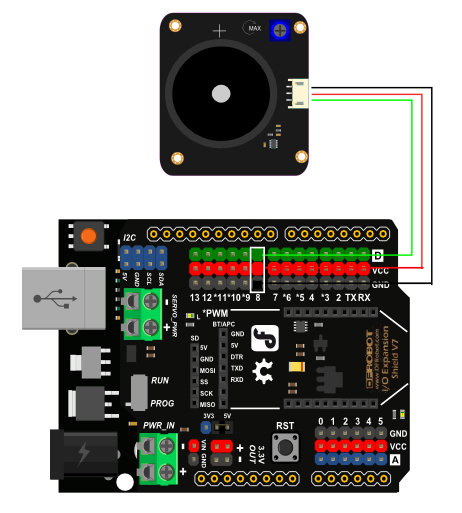 MAX
I2C
5V
GND
SCL
SDA
D
VCC
GND
SERVO_PWR
-
+
13 12 *11 *10 *9 8 7 *6 *5 4 *3 2 TX RX
L
*PWM
SD
BT/APC
5V
GND
MOSI
SS
SCK
MISO
GND
5V
DTR
TXD
RXD
DFROBOT
www.DFRobot.com
I/O Expansion
Shield V7
RUN
PROG
PWR_IN
-
+
3V3 5V
VIN
GND
+
-
3.3V
OUT
RST
0 1 2 3 4 5
GND
VCC
A